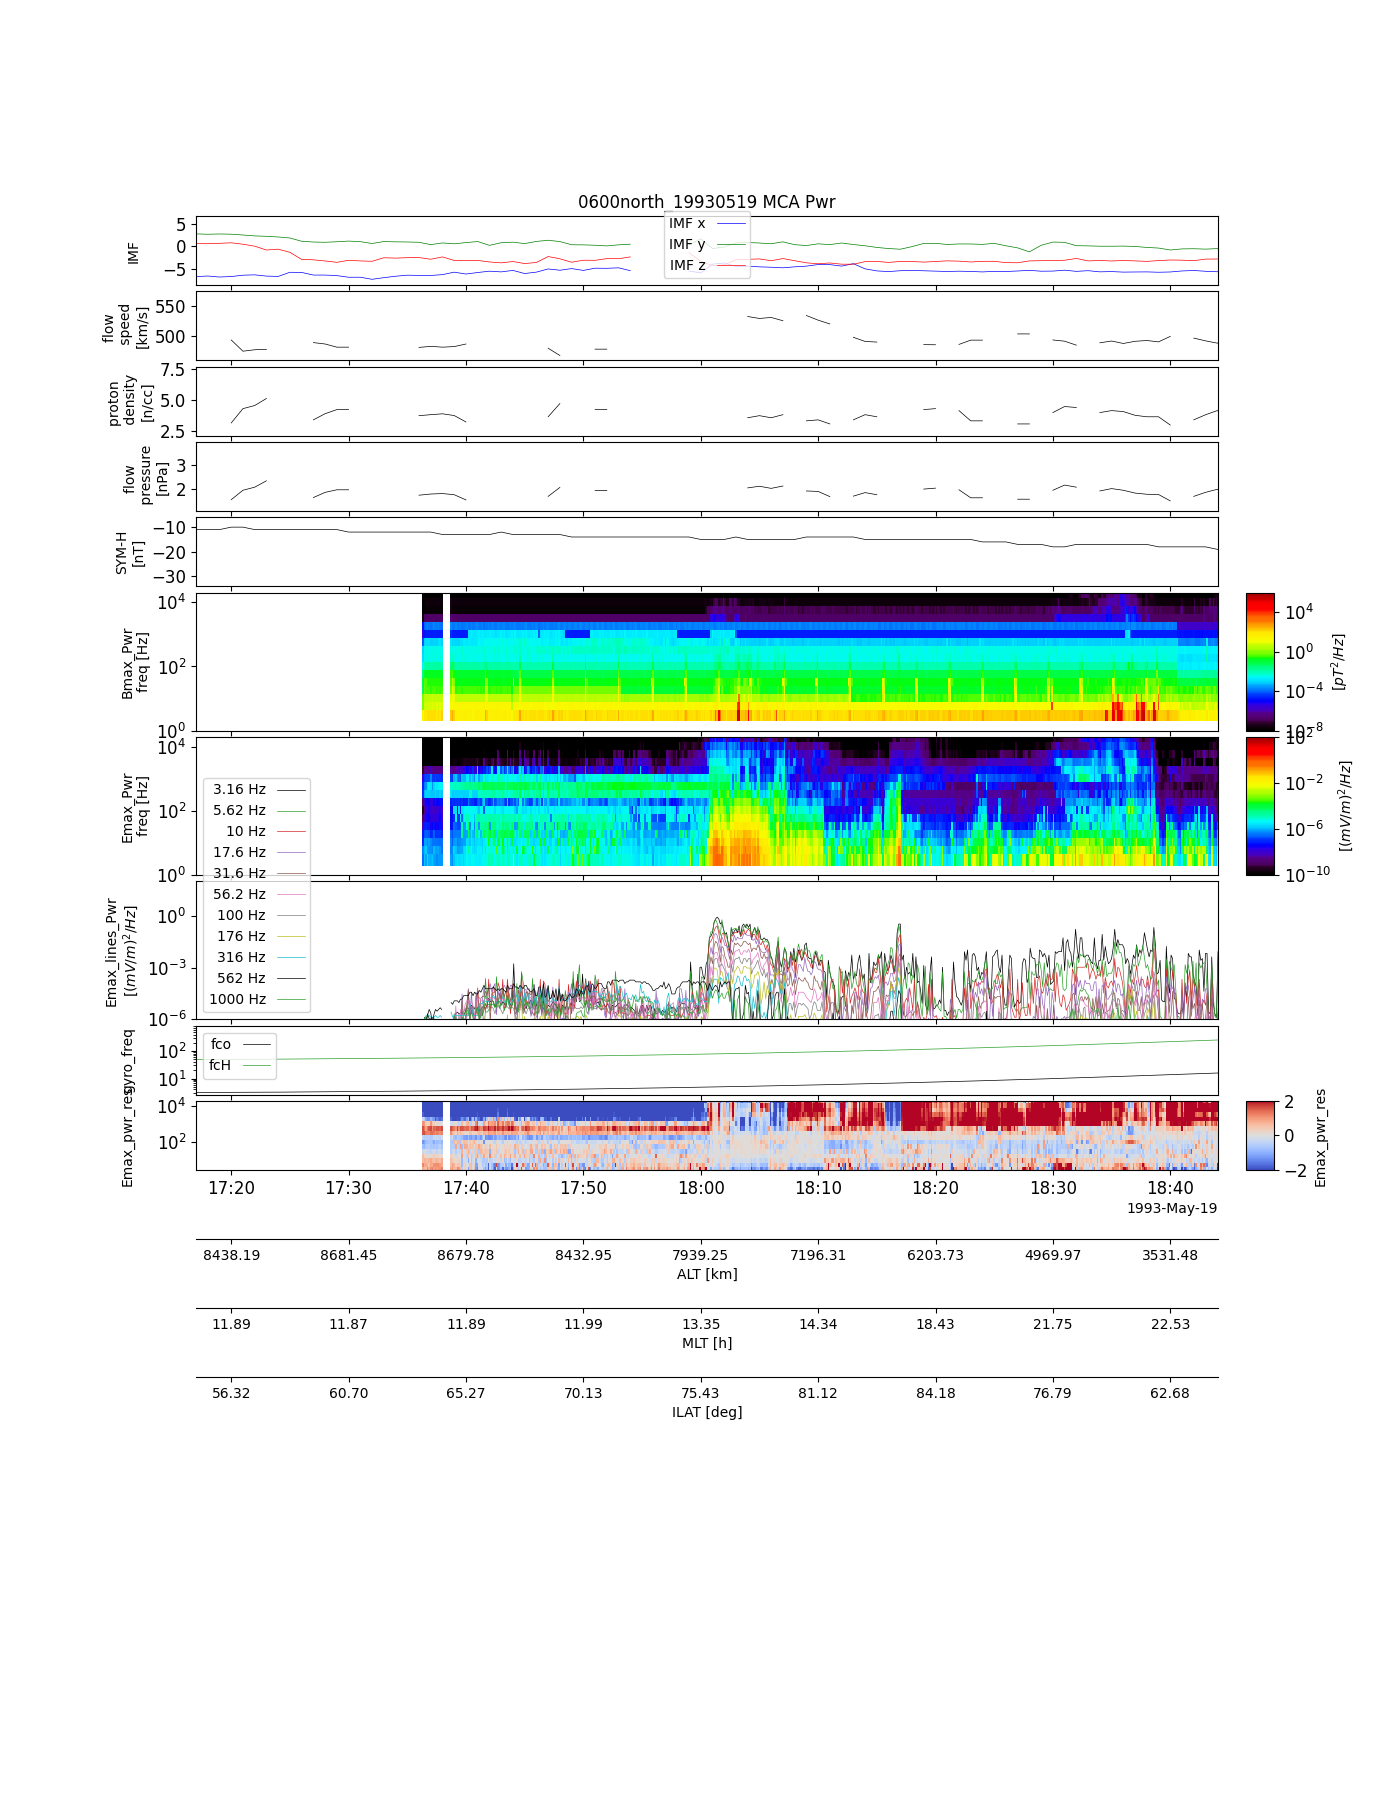 0600north_19930519 MCA Pwr
5
0
−5
IMF
IMF x
IMF y
IMF z
550
500
flow
speed
[km/s]
7.5
5.0
2.5
proton
density
[n/cc]
3
2
flow
pressure
[nPa]
−10
−20
−30
SYM-H
[nT]
10^4
10^2
10^0
Bmax_Pwr
freq [Hz]
10^4
10^0
10^−4
10^−8
[pT^2/Hz]
10^4
10^2
10^0
Emax_Pwr
freq [Hz]
10^2
10^−2
10^−6
10^−10
[(mV/m)^2/Hz]
3.16 Hz
5.62 Hz
10 Hz
17.6 Hz
31.6 Hz
56.2 Hz
100 Hz
176 Hz
316 Hz
562 Hz
1000 Hz
10^0
10^−3
10^−6
Emax_lines_Pwr
[(mV/m)^2/Hz]
fco
fcH
10^2
10^1
gyro_freq
10^4
10^2
Emax_pwr_res
2
0
−2
Emax_pwr_res
17:20 17:30 17:40 17:50 18:00 18:10 18:20 18:30 18:40
1993-May-19
8438.19 8681.45 8679.78 8432.95 7939.25 7196.31 6203.73 4969.97 3531.48
ALT [km]
11.89 11.87 11.89 11.99 13.35 14.34 18.43 21.75 22.53
MLT [h]
56.32 60.70 65.27 70.13 75.43 81.12 84.18 76.79 62.68
ILAT [deg]